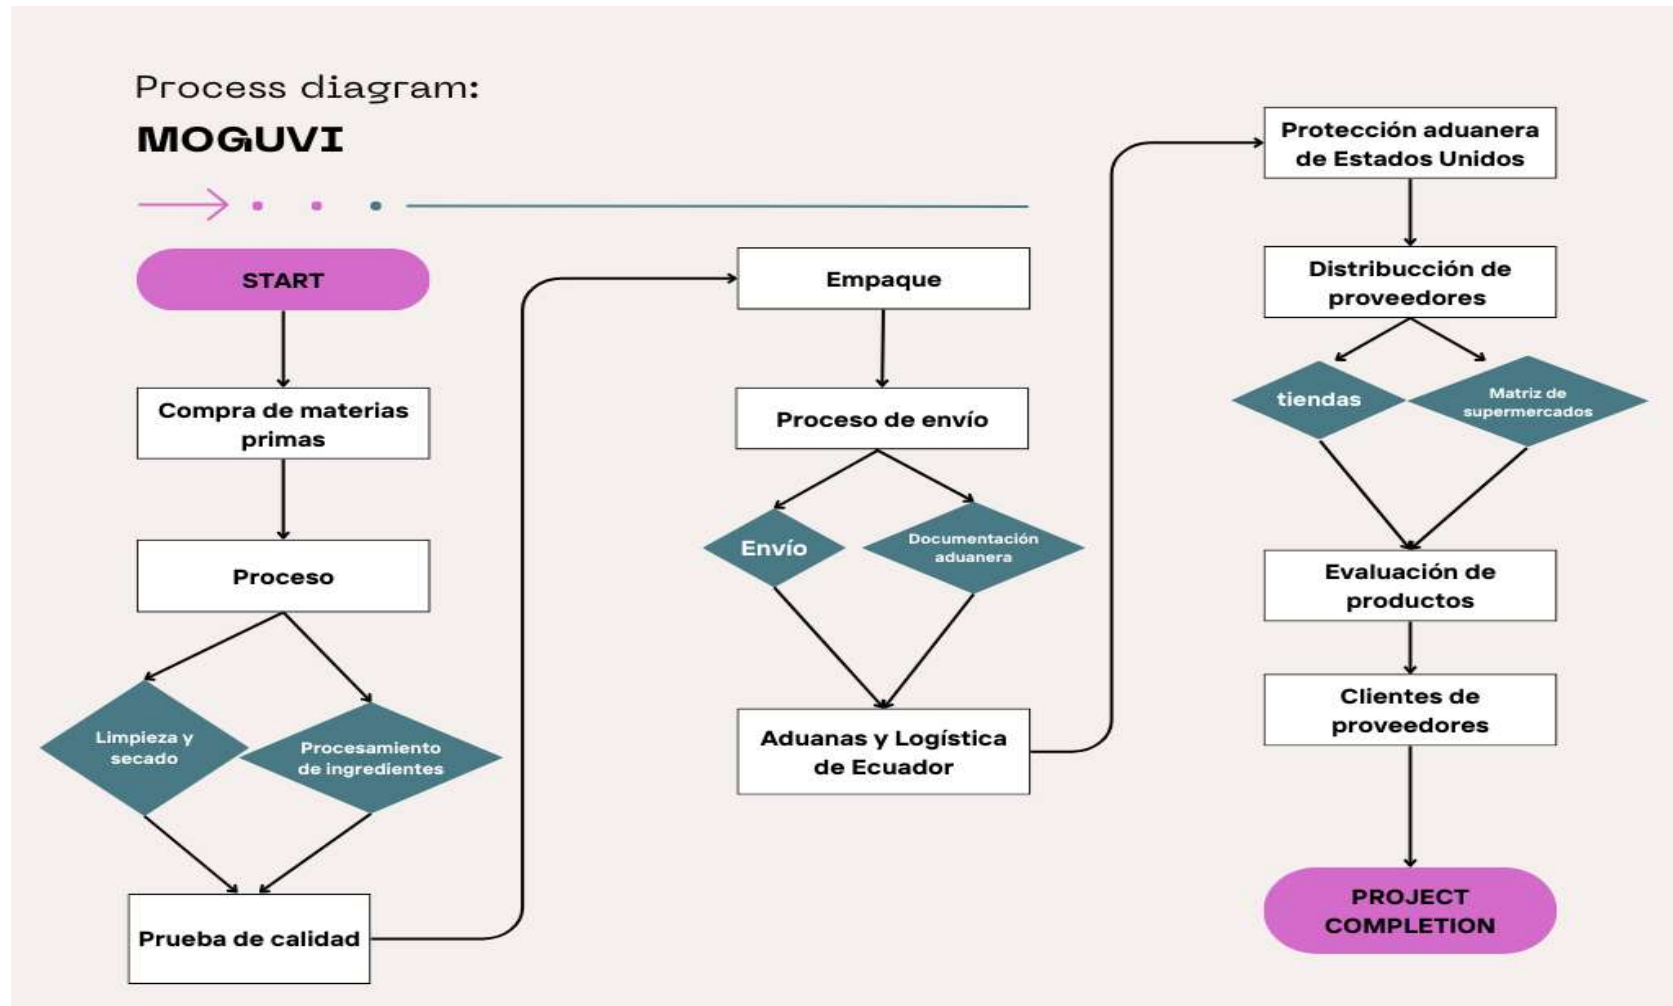 Process diagram:
MOGUVI
START
Compra de materias
primas
Proceso
Limpieza y
secado
Procesamiento
de ingredientes
Prueba de calidad
Empaque
Proceso de envío
Envío
Documentación
aduanera
Aduanas y Logística
de Ecuador
Protección aduanera
de Estados Unidos
Distribucción de
proveedores
tiendas
Matriz de
supermercados
Evaluación de
productos
Clientes de
proveedores
PROJECT
COMPLETION